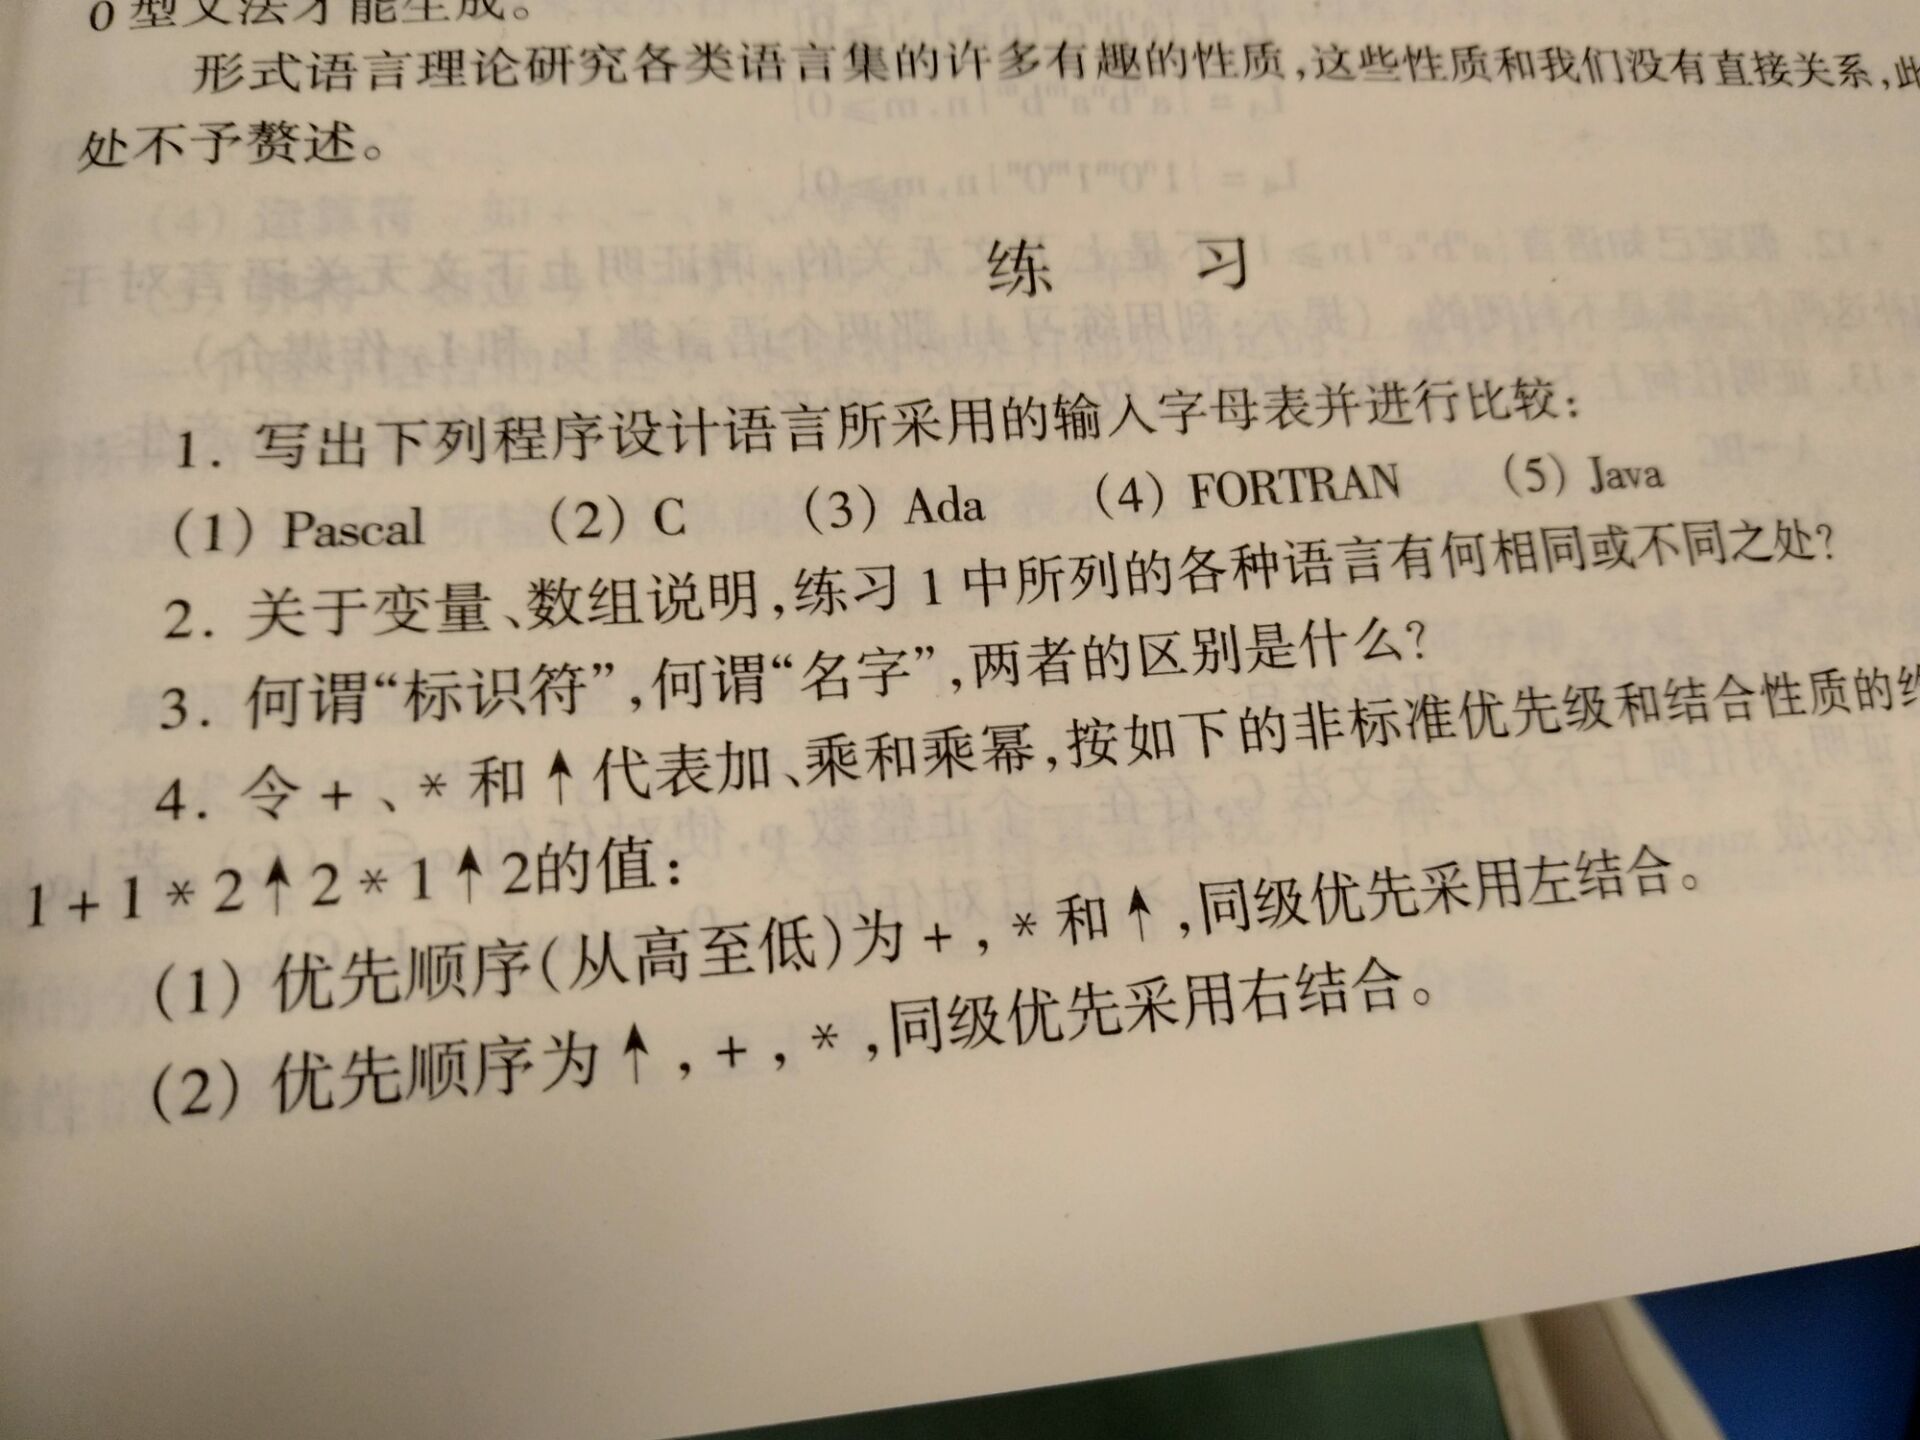 0型文法才能生成。
形式语言理论研究各类语言集的许多有趣的性质,这些性质和我们没有直接关系,此
处不予赘述。
练 习
1. 写出下列程序设计语言所采用的输入字母表并进行比较:
(1) Pascal (2) C (3) Ada (4) FORTRAN (5) Java
2. 关于变量、数组说明,练习1中所列的各种语言有何相同或不同之处?
3. 何谓“标识符”,何谓“名字”,两者的区别是什么?
4. 令+、*和↑代表加、乘和乘幂,按如下的非标准优先级和结合性质的约
1+1*2↑2*1↑2的值:
(1) 优先顺序(从高至低)为+,*和↑,同级优先采用左结合。
(2) 优先顺序为↑,+,*,同级优先采用右结合。